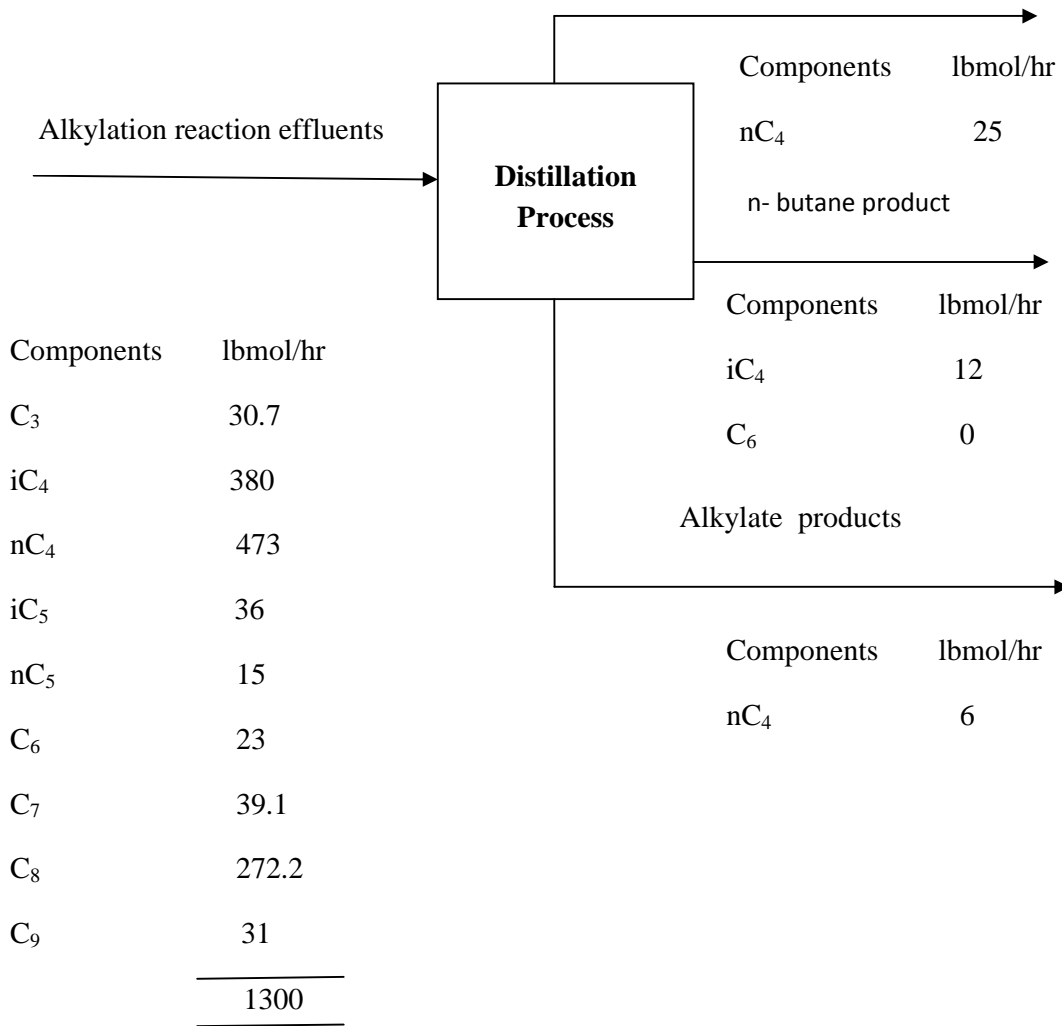 Alkylation reaction effluents
Distillation
Process
Components lbmol/hr
nC₄ 25
n- butane product
Components lbmol/hr
iC₄ 12
C₆ 0
Alkylate products
Components lbmol/hr
nC₄ 6
Components lbmol/hr
C₃ 30.7
iC₄ 380
nC₄ 473
iC₅ 36
nC₅ 15
C₆ 23
C₇ 39.1
C₈ 272.2
C₉ 31
1300